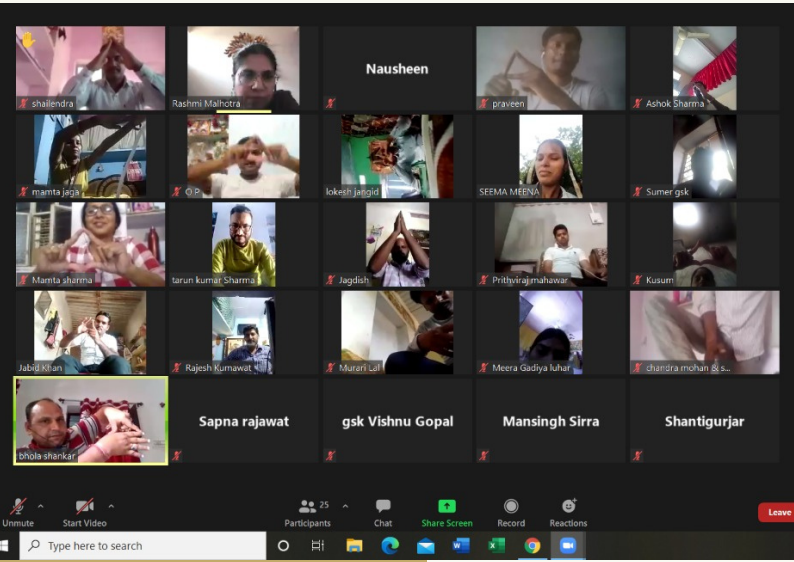 shailendra
Rashmi Malhotra
Nausheen
praveen
Ashok Sharma
mamta jaga
O P
lokesh jangid
SEEMA MEENA
Sumer gsk
Mamta sharma
tarun kumar Sharma
Jagdish
Prithviraj mahawar
Kusum
Jabid Khan
Rajesh Kumawat
Murari Lal
Meera Gadiya luhar
chandra mohan & s...
bhola shankar
Sapna rajawat
gsk Vishnu Gopal
Mansingh Sirra
Shantigurjar
Unmute
Start Video
25
Participants
Chat
Share Screen
Record
Reactions
Leave
Type here to search